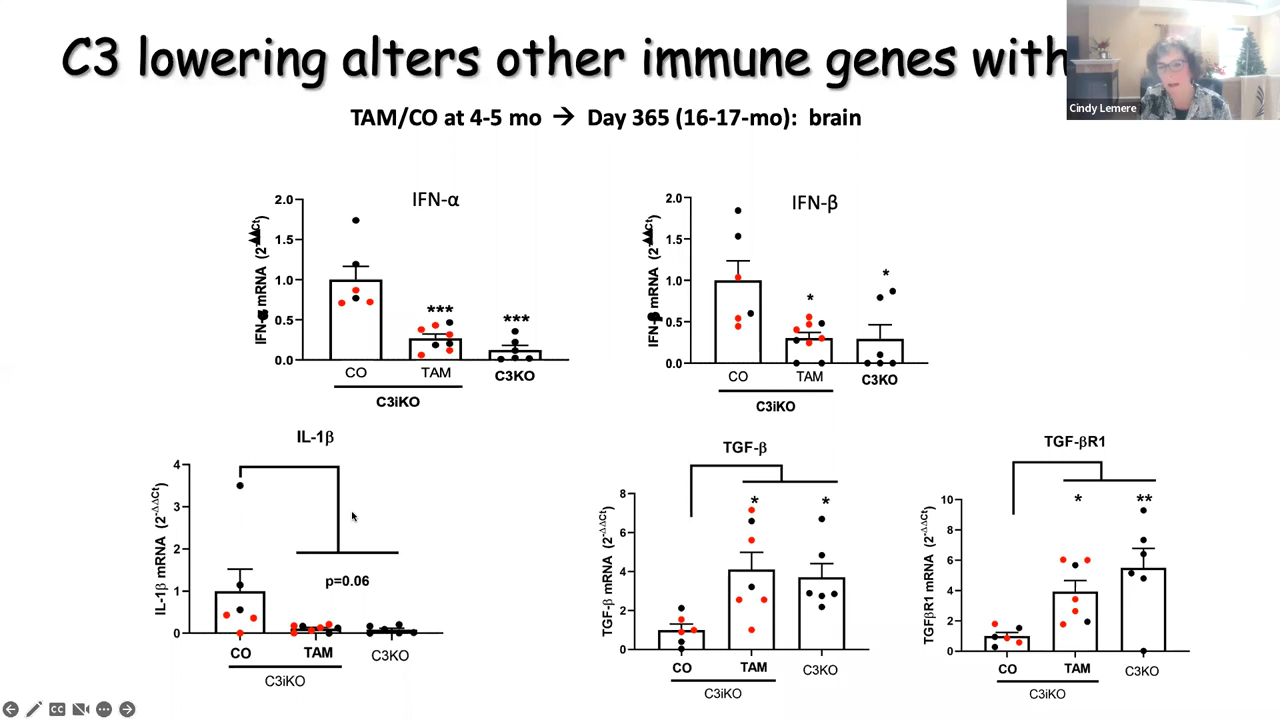 C3 lowering alters other immune genes with
Cindy Lemere
TAM/CO at 4-5 mo → Day 365 (16-17-mo): brain
IFN-α
IFN-α mRNA (2^-ΔΔCt)
2.0
1.5
1.0
0.5
0.0
***
***
CO
TAM
C3KO
C3iKO
IFN-β
IFN-β mRNA (2^-ΔΔCt)
2.0
1.5
1.0
0.5
0.0
*
*
CO
TAM
C3KO
C3iKO
IL-1β
IL-1β mRNA (2^-ΔΔCt)
4
3
2
1
0
p=0.06
CO
TAM
C3KO
C3iKO
TGF-β
TGF-β mRNA (2^-ΔΔCt)
8
6
4
2
0
*
*
CO
TAM
C3KO
C3iKO
TGF-βR1
TGFβR1 mRNA (2^-ΔΔCt)
10
8
6
4
2
0
*
**
CO
TAM
C3KO
C3iKO
CC